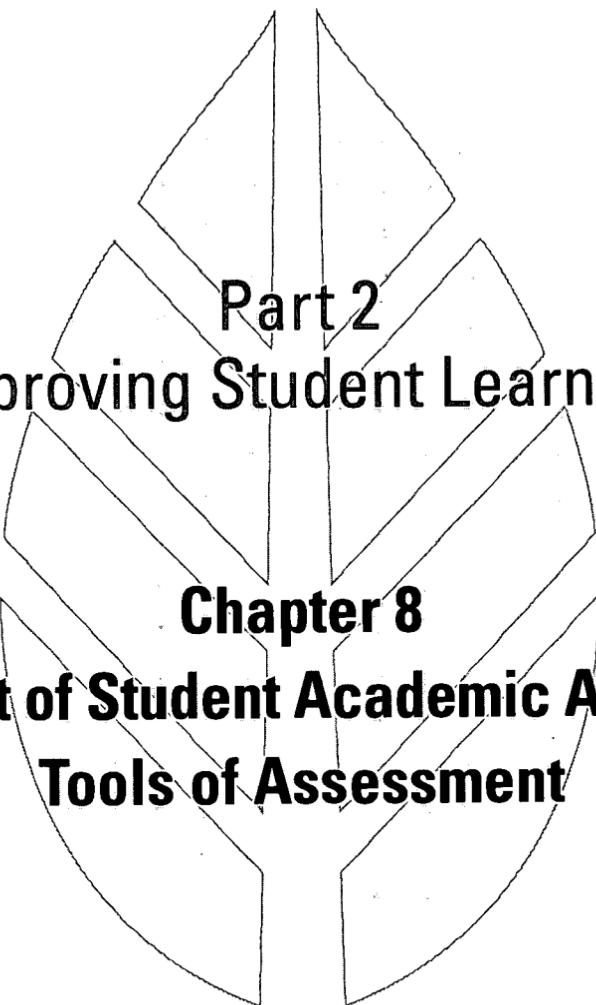 Part 2
proving Student Learn
Chapter 8
t of Student Academic A
Tools of Assessment